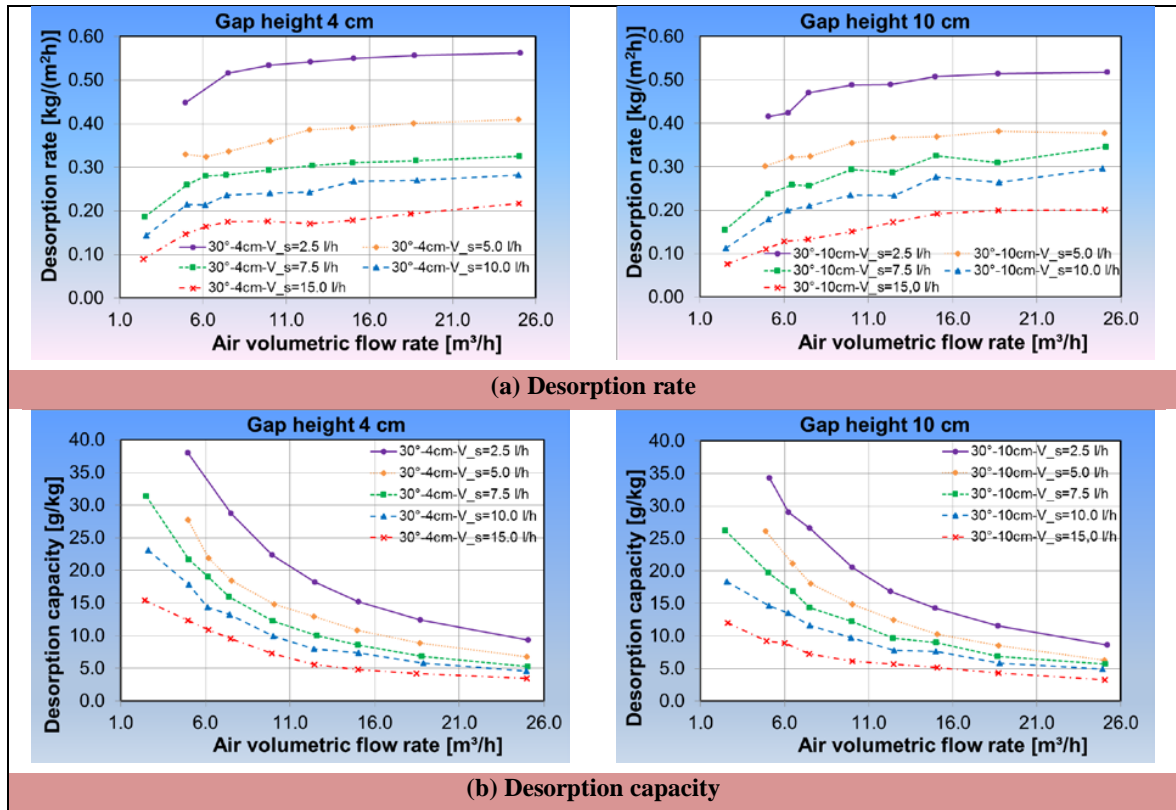 Gap height 4 cm
Desorption rate [kg/(m²h)]
0.60
0.50
0.40
0.30
0.20
0.10
0.00
30°-4cm-V_s=2.5 l/h
30°-4cm-V_s=5.0 l/h
30°-4cm-V_s=7.5 l/h
30°-4cm-V_s=10.0 l/h
30°-4cm-V_s=15.0 l/h
1.0 6.0 11.0 16.0 21.0 26.0
Air volumetric flow rate [m³/h]
Gap height 10 cm
Desorption rate [kg/(m²h)]
0.60
0.50
0.40
0.30
0.20
0.10
0.00
30°-10cm-V_s=2.5 l/h
30°-10cm-V_s=5.0 l/h
30°-10cm-V_s=7.5 l/h
30°-10cm-V_s=10.0 l/h
30°-10cm-V_s=15,0 l/h
1.0 6.0 11.0 16.0 21.0 26.0
Air volumetric flow rate [m³/h]
(a) Desorption rate
Gap height 4 cm
Desorption capacity [g/kg]
40.0
35.0
30.0
25.0
20.0
15.0
10.0
5.0
0.0
30°-4cm-V_s=2.5 l/h
30°-4cm-V_s=5.0 l/h
30°-4cm-V_s=7.5 l/h
30°-4cm-V_s=10.0 l/h
30°-4cm-V_s=15.0 l/h
1.0 6.0 11.0 16.0 21.0 26.0
Air volumetric flow rate [m³/h]
Gap height 10 cm
Desorption capacity [g/kg]
40.0
35.0
30.0
25.0
20.0
15.0
10.0
5.0
0.0
30°-10cm-V_s=2.5 l/h
30°-10cm-V_s=5.0 l/h
30°-10cm-V_s=7.5 l/h
30°-10cm-V_s=10.0 l/h
30°-10cm-V_s=15,0 l/h
1.0 6.0 11.0 16.0 21.0 26.0
Air volumetric flow rate [m³/h]
(b) Desorption capacity